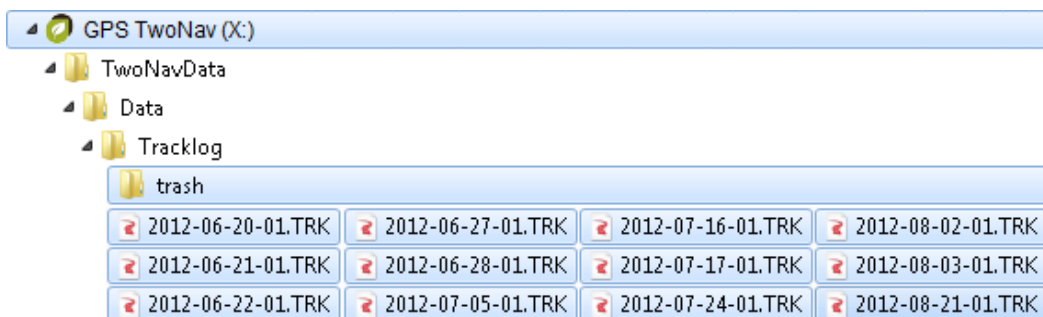 GPS TwoNav (X:)
TwoNavData
Data
Tracklog
trash
2012-06-20-01.TRK 2012-06-27-01.TRK 2012-07-16-01.TRK 2012-08-02-01.TRK
2012-06-21-01.TRK 2012-06-28-01.TRK 2012-07-17-01.TRK 2012-08-03-01.TRK
2012-06-22-01.TRK 2012-07-05-01.TRK 2012-07-24-01.TRK 2012-08-21-01.TRK